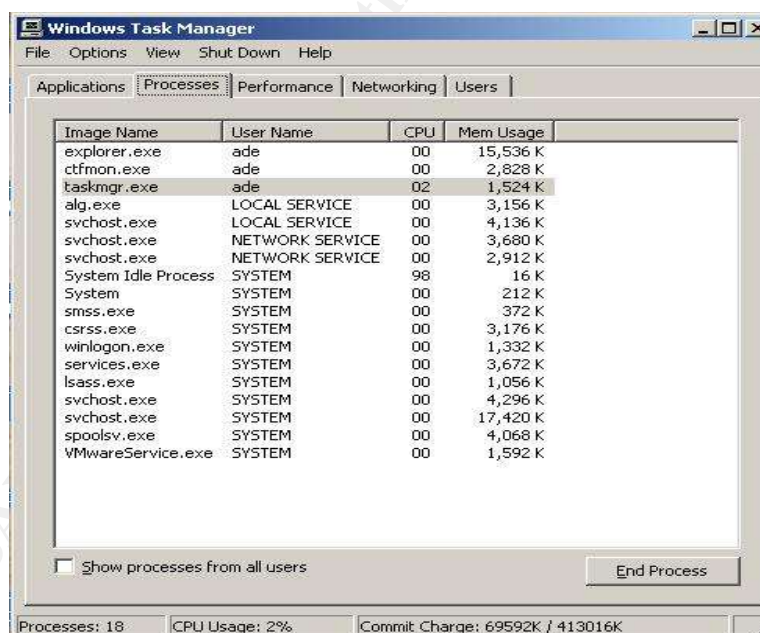 Windows Task Manager
File Options View Shut Down Help
Applications Processes Performance Networking Users
Image Name User Name CPU Mem Usage
explorer.exe ade 00 15,536 K
ctfmon.exe ade 00 2,828 K
taskmgr.exe ade 02 1,524 K
alg.exe LOCAL SERVICE 00 3,156 K
svchost.exe LOCAL SERVICE 00 4,136 K
svchost.exe NETWORK SERVICE 00 3,680 K
svchost.exe NETWORK SERVICE 00 2,912 K
System Idle Process SYSTEM 98 16 K
System SYSTEM 00 212 K
smss.exe SYSTEM 00 372 K
csrss.exe SYSTEM 00 3,176 K
winlogon.exe SYSTEM 00 1,332 K
services.exe SYSTEM 00 3,672 K
lsass.exe SYSTEM 00 1,056 K
svchost.exe SYSTEM 00 4,296 K
svchost.exe SYSTEM 00 17,420 K
spoolsv.exe SYSTEM 00 4,068 K
VMwareService.exe SYSTEM 00 1,592 K
Show processes from all users
End Process
Processes: 18 CPU Usage: 2% Commit Charge: 69592K / 413016K